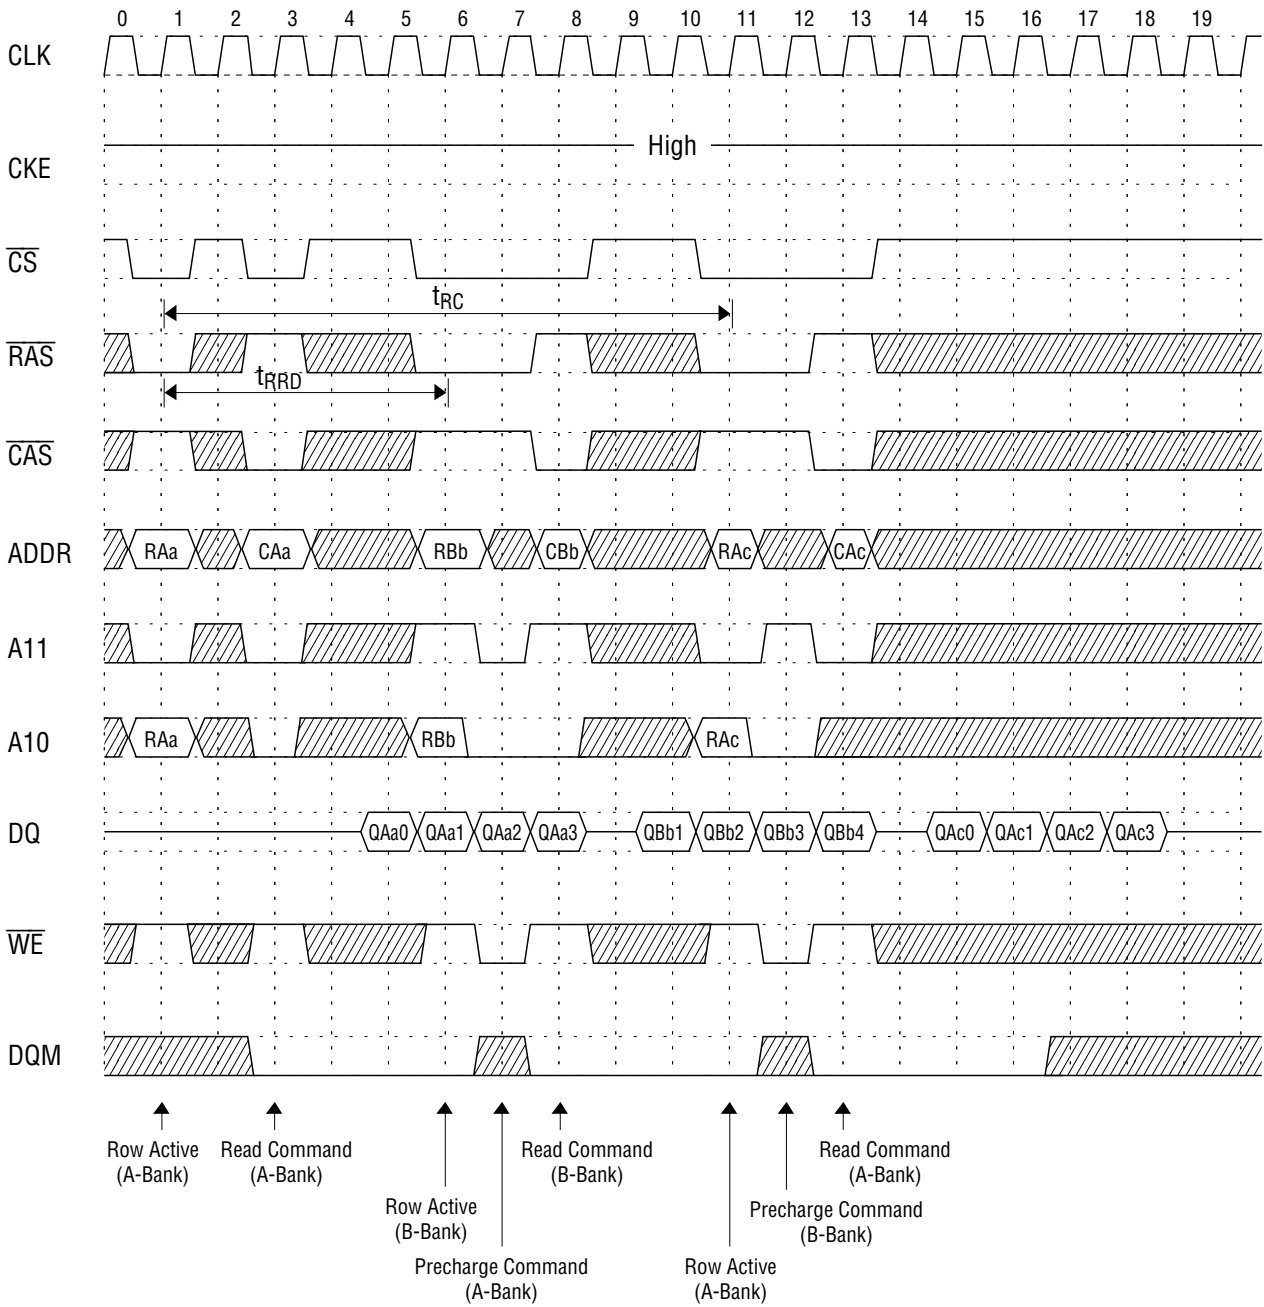 0 1 2 3 4 5 6 7 8 9 10 11 12 13 14 15 16 17 18 19
CLK
High
CKE
CS
tRC
RAS
tRRD
CAS
ADDR RAa CAa RBb CBb RAc CAc
A11
A10 RAa RBb RAc
DQ QAa0 QAa1 QAa2 QAa3 QBb1 QBb2 QBb3 QBb4 QAc0 QAc1 QAc2 QAc3
WE
DQM
Row Active
(A-Bank)
Read Command
(A-Bank)
Read Command
(B-Bank)
Read Command
(A-Bank)
Row Active
(B-Bank)
Precharge Command
(B-Bank)
Precharge Command
(A-Bank)
Row Active
(A-Bank)